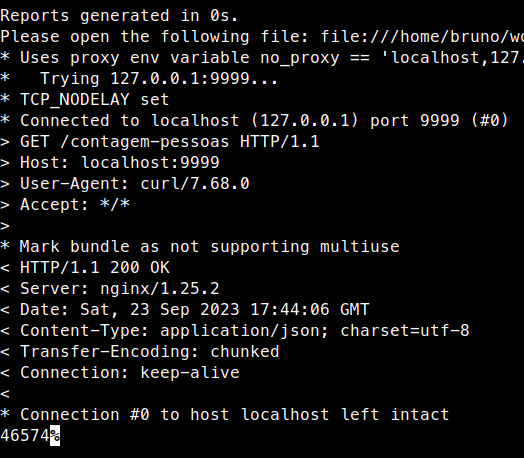 Reports generated in 0s.
Please open the following file: file:///home/bruno/wo
* Uses proxy env variable no_proxy == 'localhost,127.
*   Trying 127.0.0.1:9999...
* TCP_NODELAY set
* Connected to localhost (127.0.0.1) port 9999 (#0)
> GET /contagem-pessoas HTTP/1.1
> Host: localhost:9999
> User-Agent: curl/7.68.0
> Accept: */*
>
* Mark bundle as not supporting multiuse
< HTTP/1.1 200 OK
< Server: nginx/1.25.2
< Date: Sat, 23 Sep 2023 17:44:06 GMT
< Content-Type: application/json; charset=utf-8
< Transfer-Encoding: chunked
< Connection: keep-alive
<
* Connection #0 to host localhost left intact
46574%